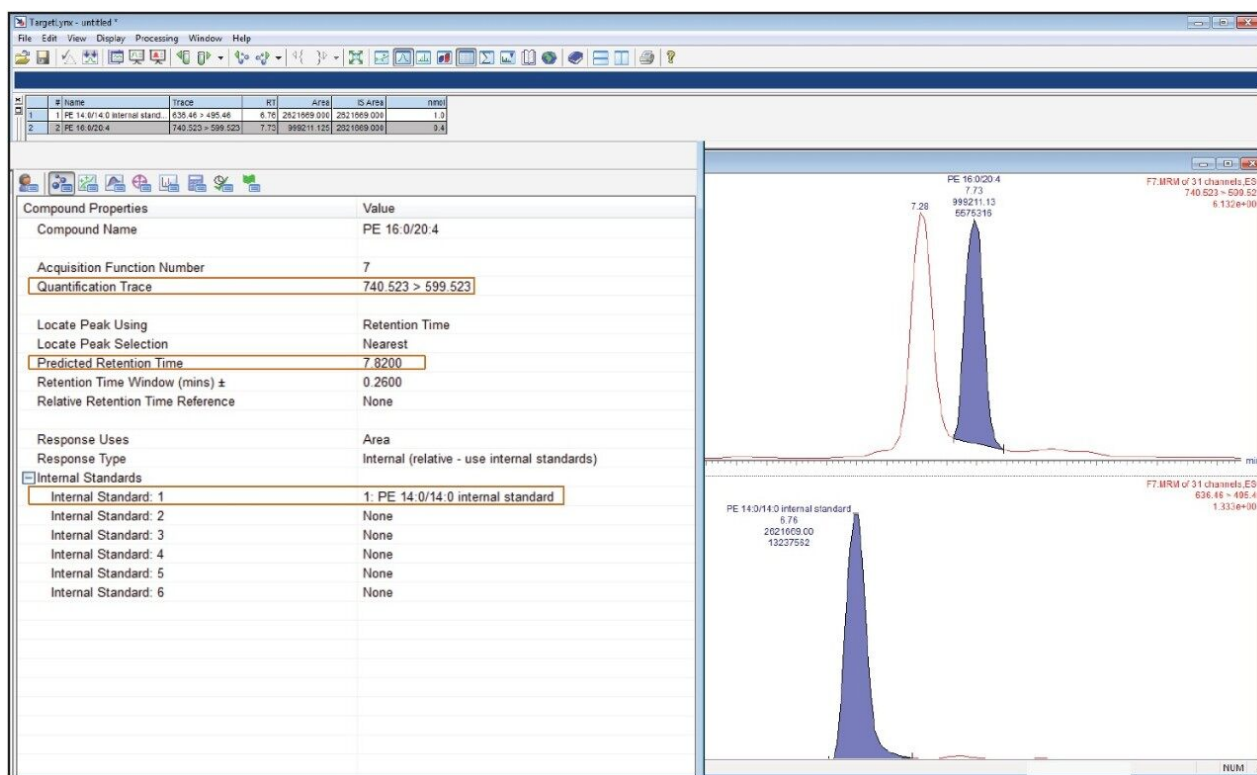 TargetLynx - untitled *
File Edit View Display Processing Window Help
# Name Trace RT Area IS Area nmol
1 1 PE 14:0/14:0 internal stand... 636.46 > 495.46 6.76 2621669.000 2621669.000 1.0
2 2 PE 16:0/20:4 740.523 > 599.523 7.73 999211.125 2621669.000 0.4
Compound Properties Value
Compound Name PE 16:0/20:4
Acquisition Function Number 7
Quantification Trace 740.523 > 599.523
Locate Peak Using Retention Time
Locate Peak Selection Nearest
Predicted Retention Time 7.8200
Retention Time Window (mins) ± 0.2600
Relative Retention Time Reference None
Response Uses Area
Response Type Internal (relative - use internal standards)
Internal Standards
Internal Standard: 1 1: PE 14:0/14:0 internal standard
Internal Standard: 2 None
Internal Standard: 3 None
Internal Standard: 4 None
Internal Standard: 5 None
Internal Standard: 6 None
PE 16:0/20:4
7.73
999211.13
5575316
7.28
F7:MRM of 31 channels,ES
740.523 > 599.52
6.132e+00
min
F7:MRM of 31 channels,ES
636.46 > 495.4
1.333e+00
PE 14:0/14:0 internal standard
6.76
2621669.00
13237562
NUM